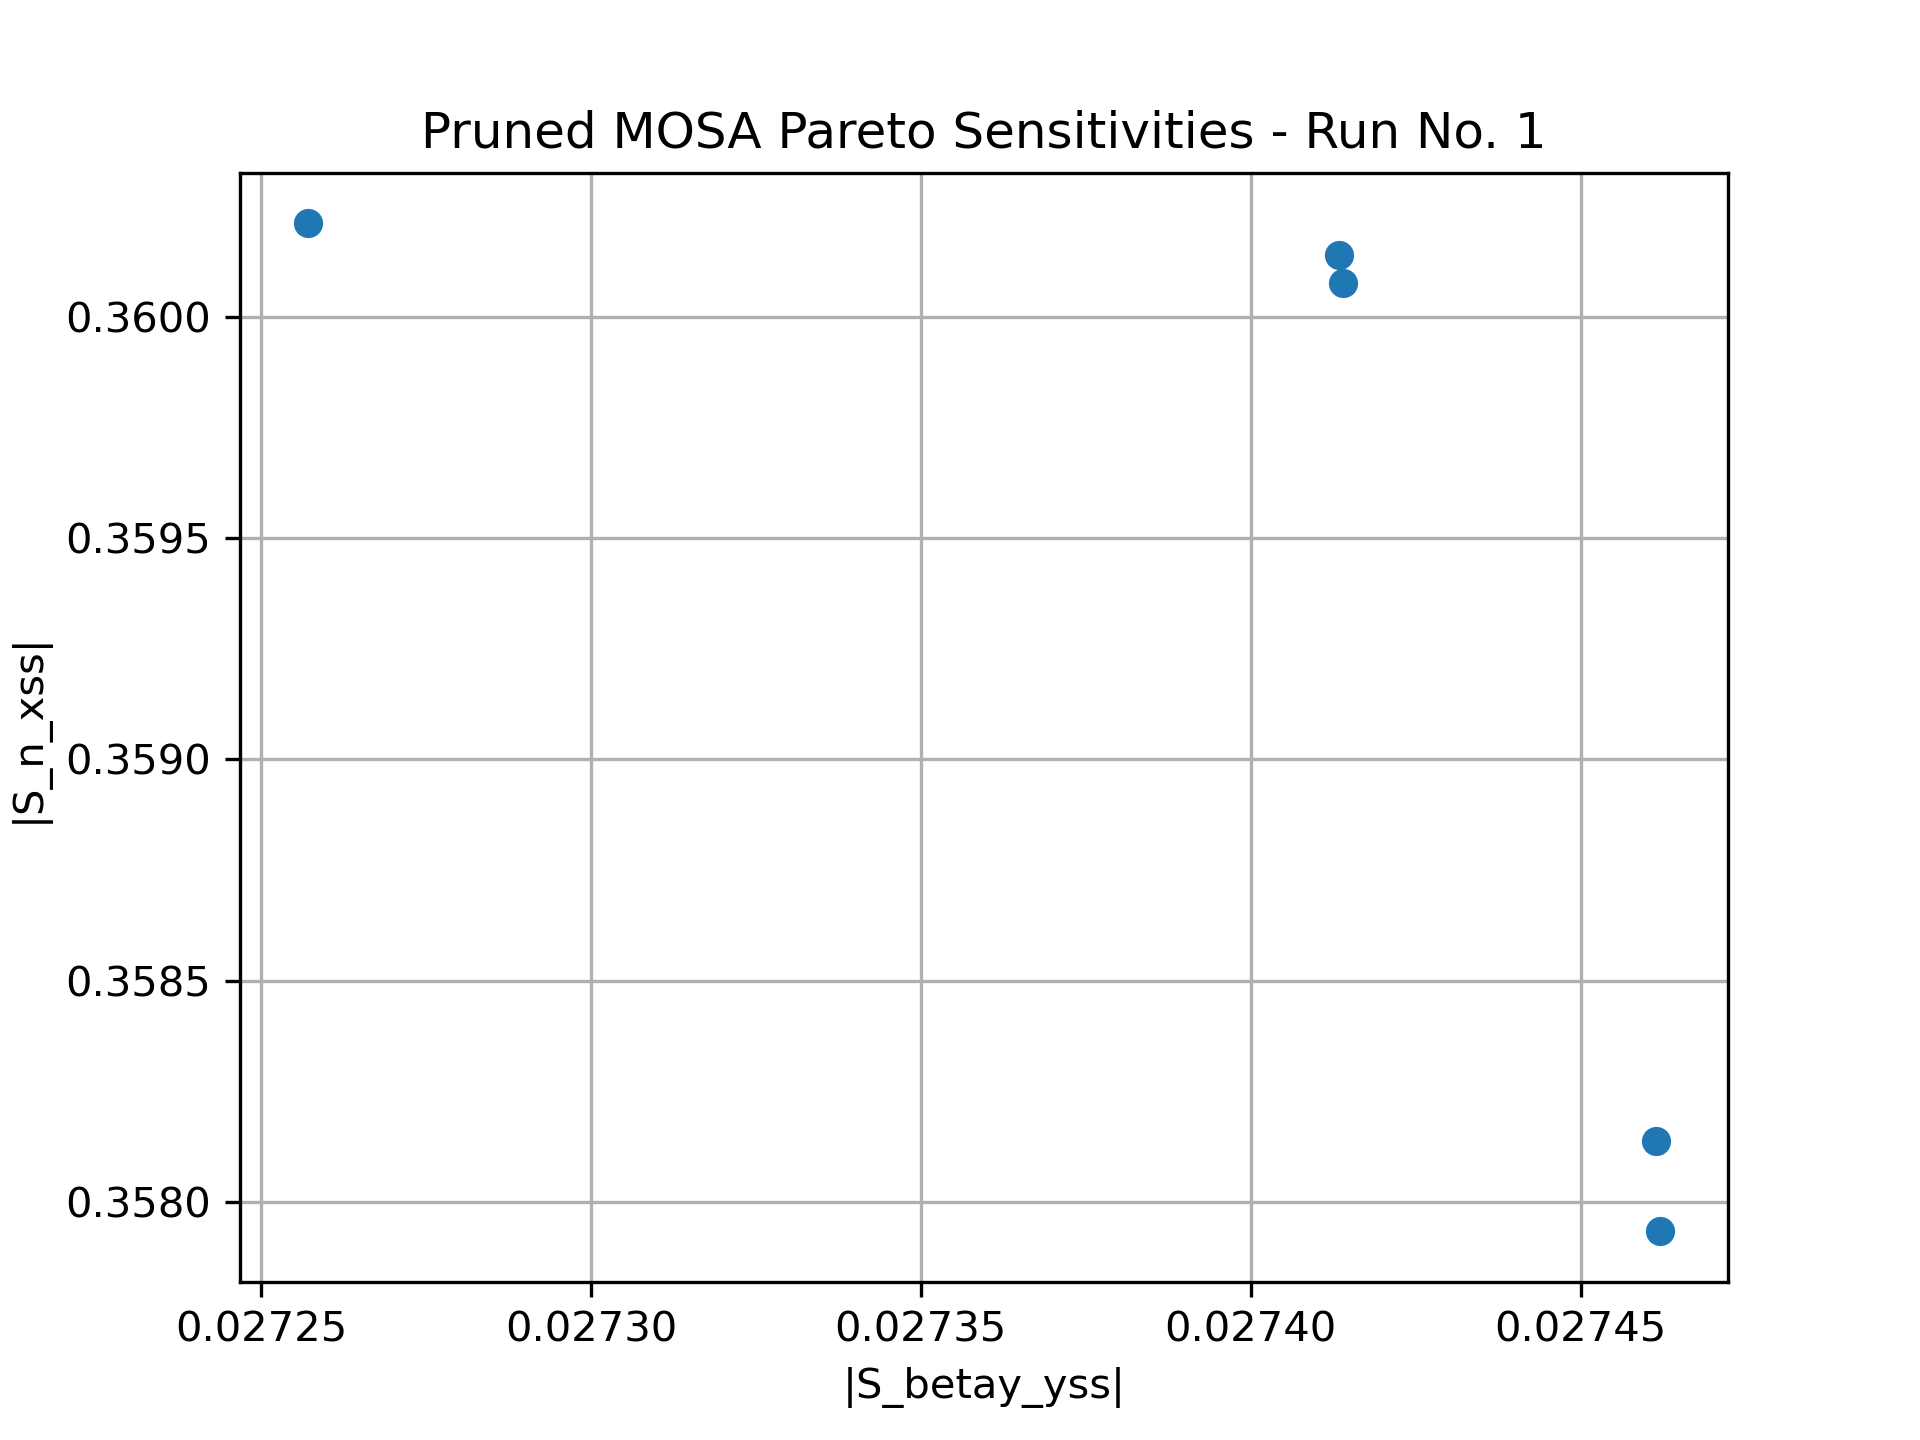 Pruned MOSA Pareto Sensitivities - Run No. 1
|S_n_xss|
0.3600
0.3595
0.3590
0.3585
0.3580
0.02725 0.02730 0.02735 0.02740 0.02745
|S_betay_yss|